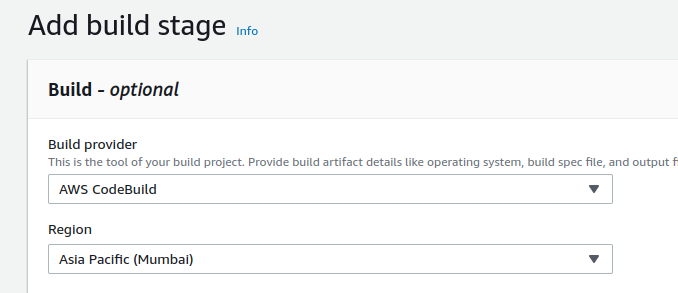 Add build stage Info
Build - optional
Build provider
This is the tool of your build project. Provide build artifact details like operating system, build spec file, and output
AWS CodeBuild
Region
Asia Pacific (Mumbai)